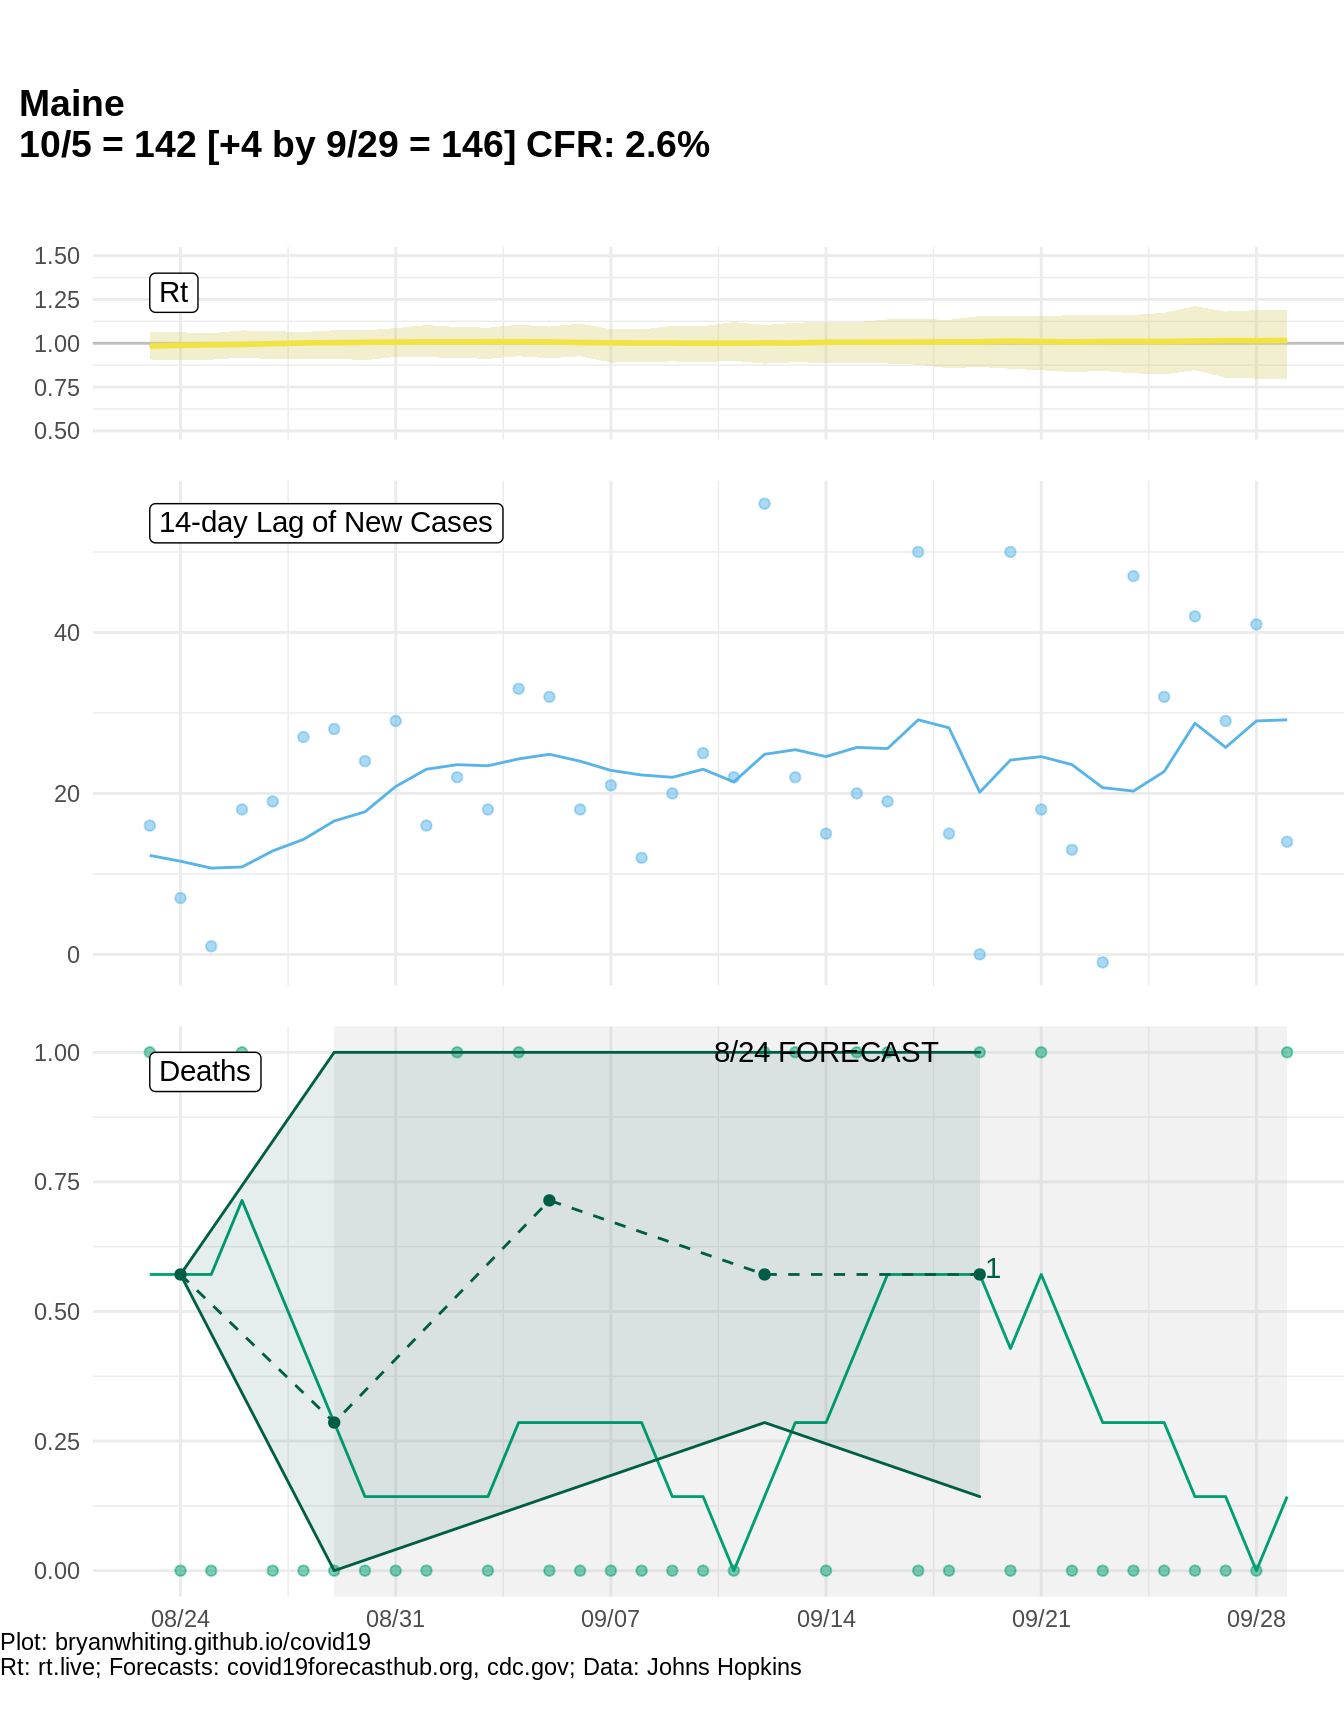 Maine
10/5 = 142 [+4 by 9/29 = 146] CFR: 2.6%
1.50
Rt
1.25
1.00
0.75
0.50
14-day Lag of New Cases
40
20
0
8/24 FORECAST
1.00
Deaths
0.75
1
0.50
0.25
0.00
08/24 08/31 09/07 09/14 09/21 09/28
Plot: bryanwhiting.github.io/covid19
Rt: rt.live; Forecasts: covid19forecasthub.org, cdc.gov; Data: Johns Hopkins